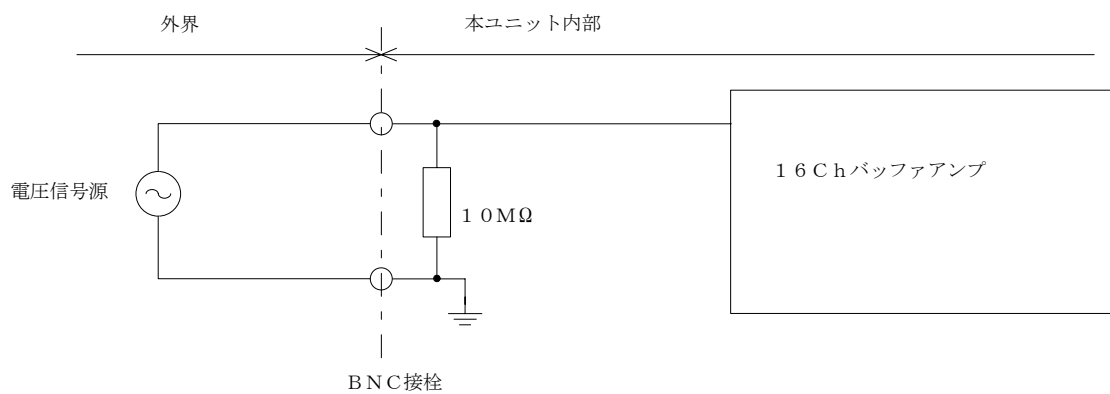 外界
本ユニット内部
１６Ｃｈバッファアンプ
電圧信号源
１０ＭΩ
ＢＮＣ接栓